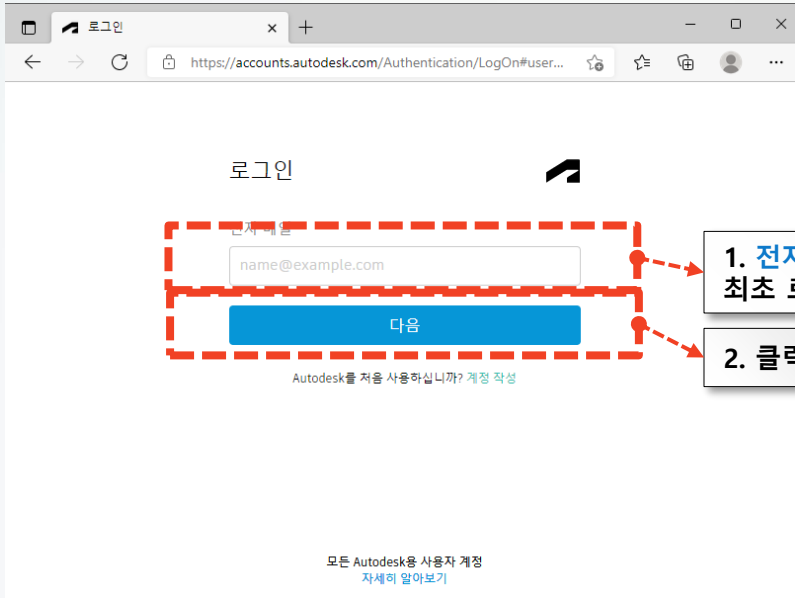 로그인
https://accounts.autodesk.com/Authentication/LogOn#user...
로그인
전자 메일
name@example.com
다음
Autodesk를 처음 사용하십니까? 계정 작성
1. 
최초
2.
모든 Autodesk용 사용자 계정
자세히 알아보기